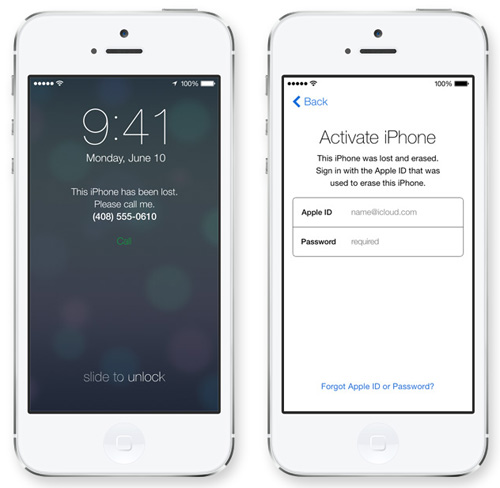 100%
9:41
Monday, June 10
This iPhone has been lost.
Please call me.
(408) 555-0610
Call
slide to unlock
100%
Back
Activate iPhone
This iPhone was lost and erased.
Sign in with the Apple ID that was
used to erase this iPhone.
Apple ID name@icloud.com
Password required
Forgot Apple ID or Password?